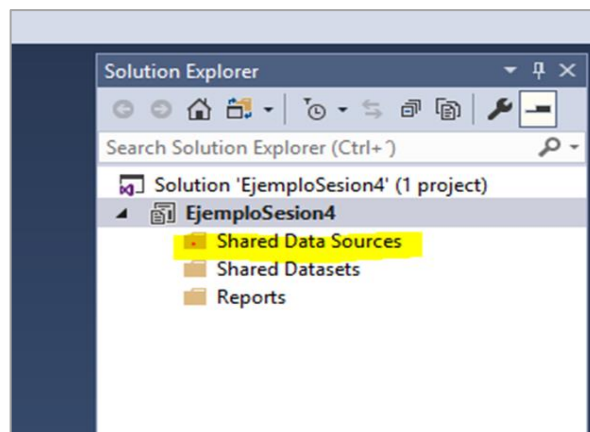 Solution Explorer
Search Solution Explorer (Ctrl+´)
Solution 'EjemploSesion4' (1 project)
EjemploSesion4
Shared Data Sources
Shared Datasets
Reports